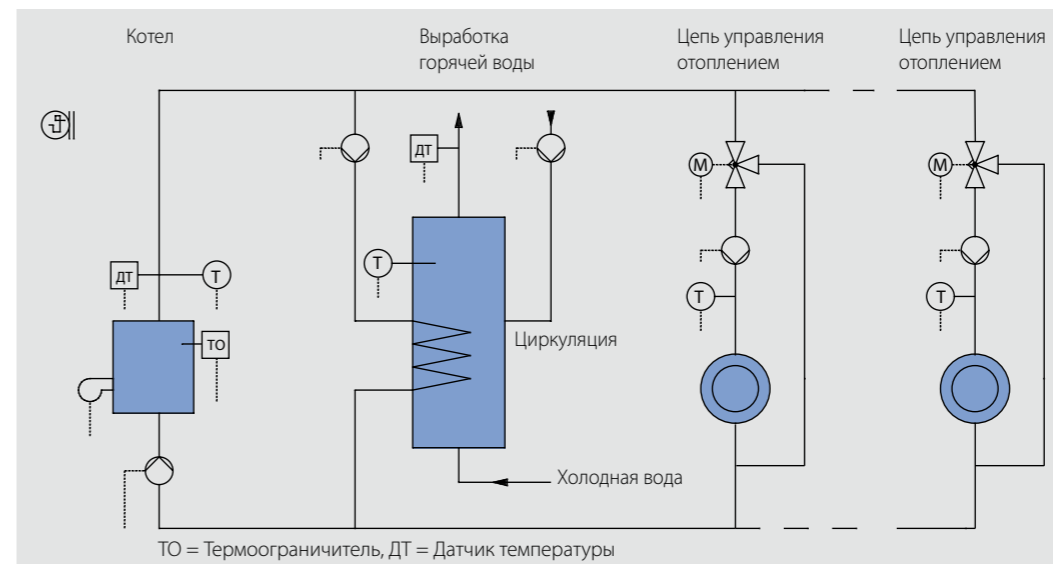 Котел
Выработка
горячей воды
Цепь управления
отоплением
Цепь управления
отоплением
ДТ
М
М
Т
ДТ
Т
Т
Т
ТО
Циркуляция
Холодная вода
ТО = Термоограничитель, ДТ = Датчик температуры